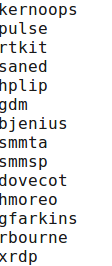 kernoops
pulse
rtkit
saned
hplip
gdm
bjenius
smmta
smmsp
dovecot
hmoreo
gfarkins
rbourne
xrdp